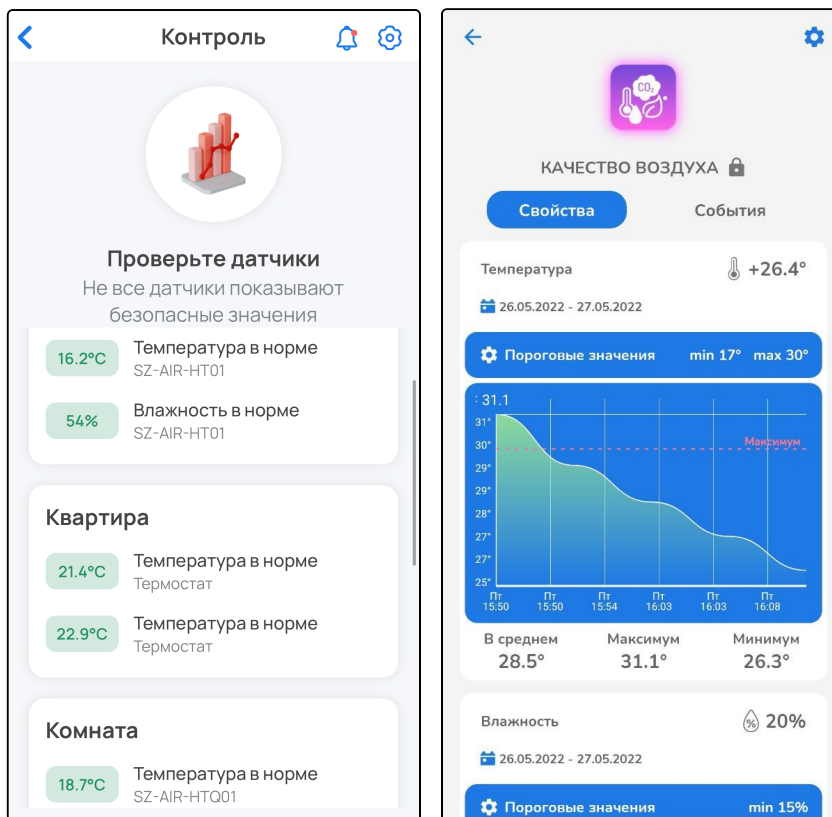 Контроль
Проверьте датчики
Не все датчики показывают
безопасные значения
16.2°C
Температура в норме
SZ-AIR-HT01
54%
Влажность в норме
SZ-AIR-HT01
Квартира
21.4°C
Температура в норме
Термостат
22.9°C
Температура в норме
Термостат
Комната
18.7°C
Температура в норме
SZ-AIR-HTQ01
CO₂
КАЧЕСТВО ВОЗДУХА
Свойства События
Температура +26.4°
26.05.2022 - 27.05.2022
Пороговые значения min 17° max 30°
: 31.1
31°
30°
Максимум
29°
29°
28°
27°
27°
25°
Пт Пт Пт Пт Пт Пт
15:50 15:50 15:54 16:03 16:03 16:08
В среднем Максимум Минимум
28.5° 31.1° 26.3°
Влажность % 20%
26.05.2022 - 27.05.2022
Пороговые значения min 15%